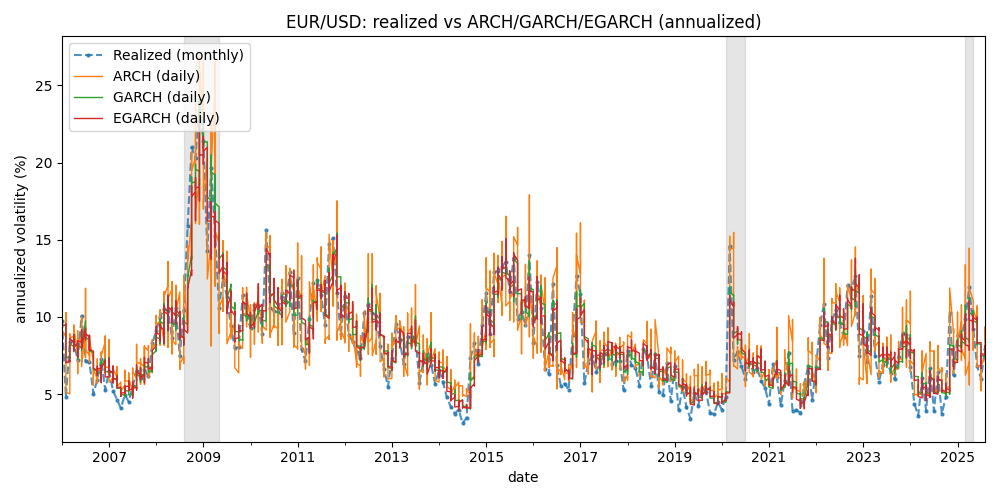 EUR/USD: realized vs ARCH/GARCH/EGARCH (annualized)
Realized (monthly)
ARCH (daily)
GARCH (daily)
EGARCH (daily)
annualized volatility (%)
25
20
15
10
5
2007 2009 2011 2013 2015 2017 2019 2021 2023 2025
date